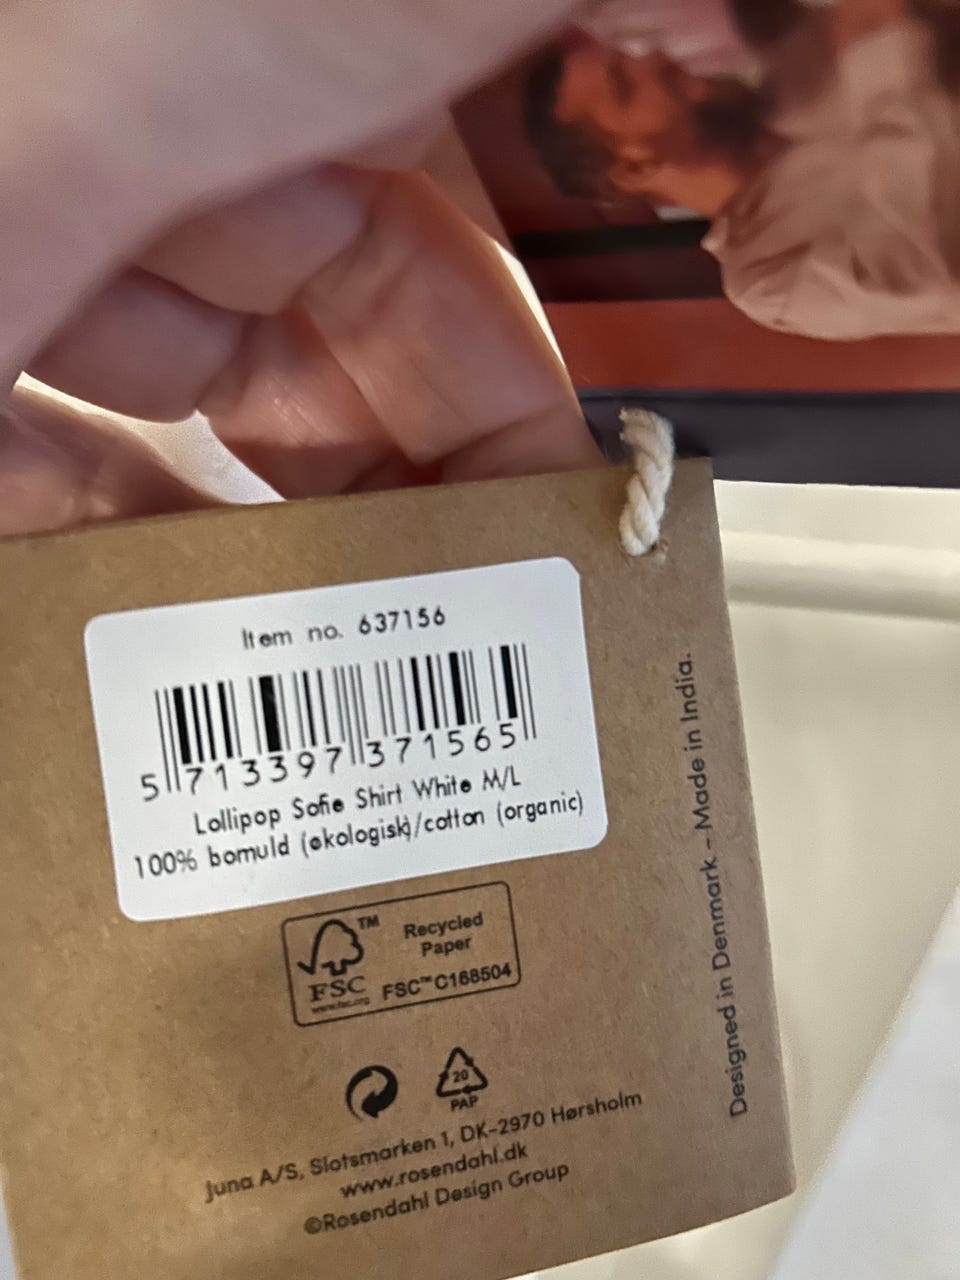 Item no. 637156
5 713397 371565
Lollipop Sofie Shirt White M/L
100% bomuld (økologisk)/cotton (organic)
FSC™
www.fsc.org
Recycled
Paper
FSC™ C168504
20
PAP
Juna A/S, Slotsmarken 1, DK-2970 Hørsholm
www.rosendahl.dk
©Rosendahl Design Group
Designed in Denmark – Made in India.